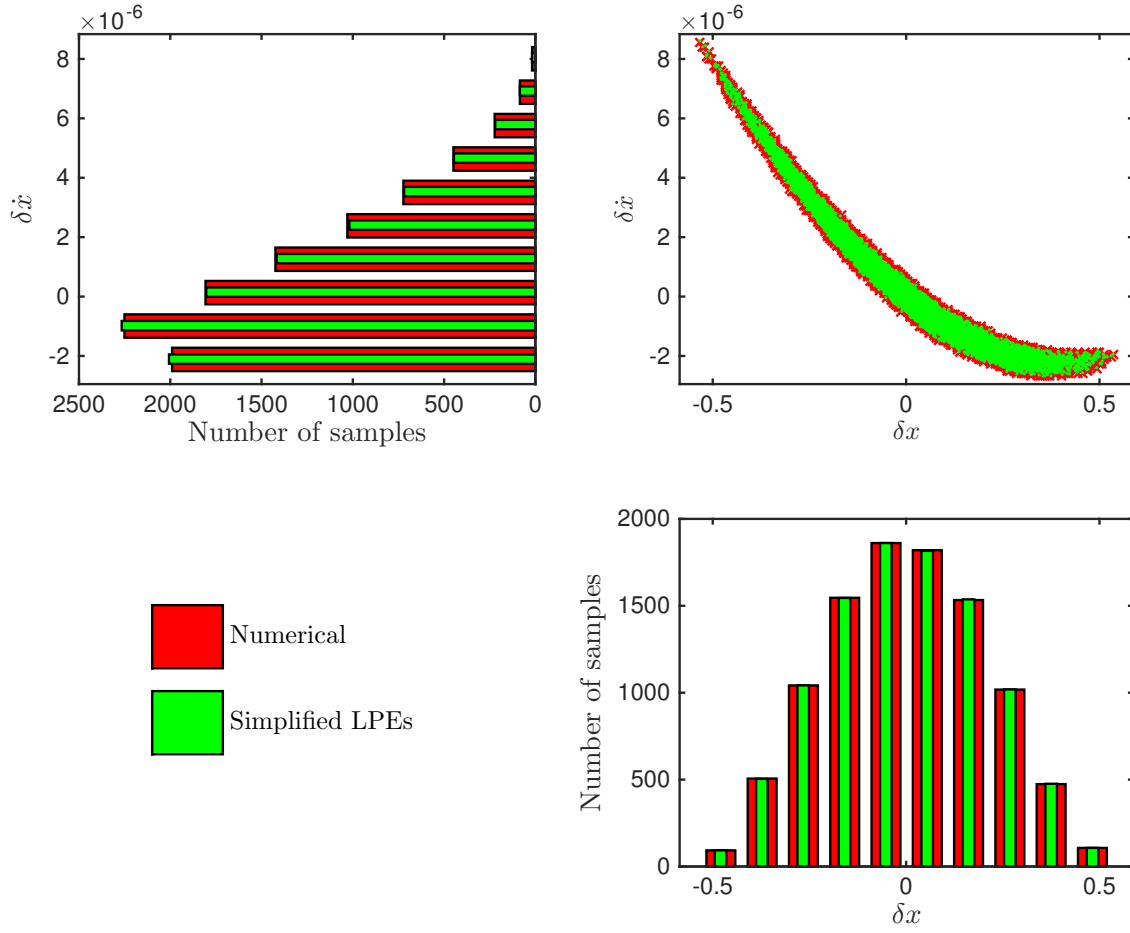 ×10⁻⁶
8
6
4
2
0
-2
δẋ
2500 2000 1500 1000 500 0
Number of samples
×10⁻⁶
8
6
4
2
0
-2
δẋ
-0.5 0 0.5
δx
Numerical
Simplified LPEs
2000
1500
1000
500
0
Number of samples
-0.5 0 0.5
δx